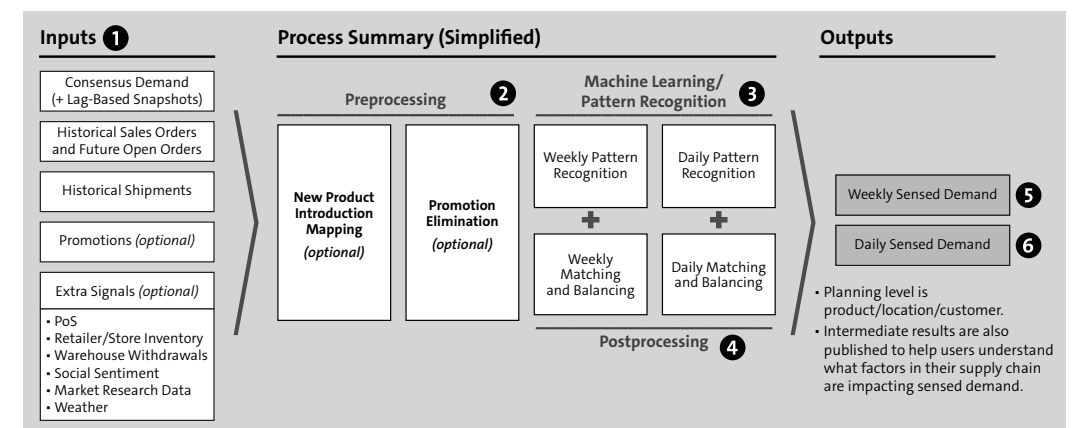 Inputs 1
Consensus Demand
(+ Lag-Based Snapshots)
Historical Sales Orders
and Future Open Orders
Historical Shipments
Promotions (optional)
Extra Signals (optional)
▪ PoS
▪ Retailer/Store Inventory
▪ Warehouse Withdrawals
▪ Social Sentiment
▪ Market Research Data
▪ Weather
Process Summary (Simplified)
Preprocessing 2
New Product
Introduction
Mapping
(optional)
Promotion
Elimination
(optional)
Machine Learning/
Pattern Recognition 3
Weekly Pattern
Recognition
Daily Pattern
Recognition
+ +
Weekly
Matching
and Balancing
Daily Matching
and Balancing
Postprocessing 4
Outputs
Weekly Sensed Demand 5
Daily Sensed Demand 6
▪ Planning level is
product/location/customer.
▪ Intermediate results are also
published to help users understand
what factors in their supply chain
are impacting sensed demand.